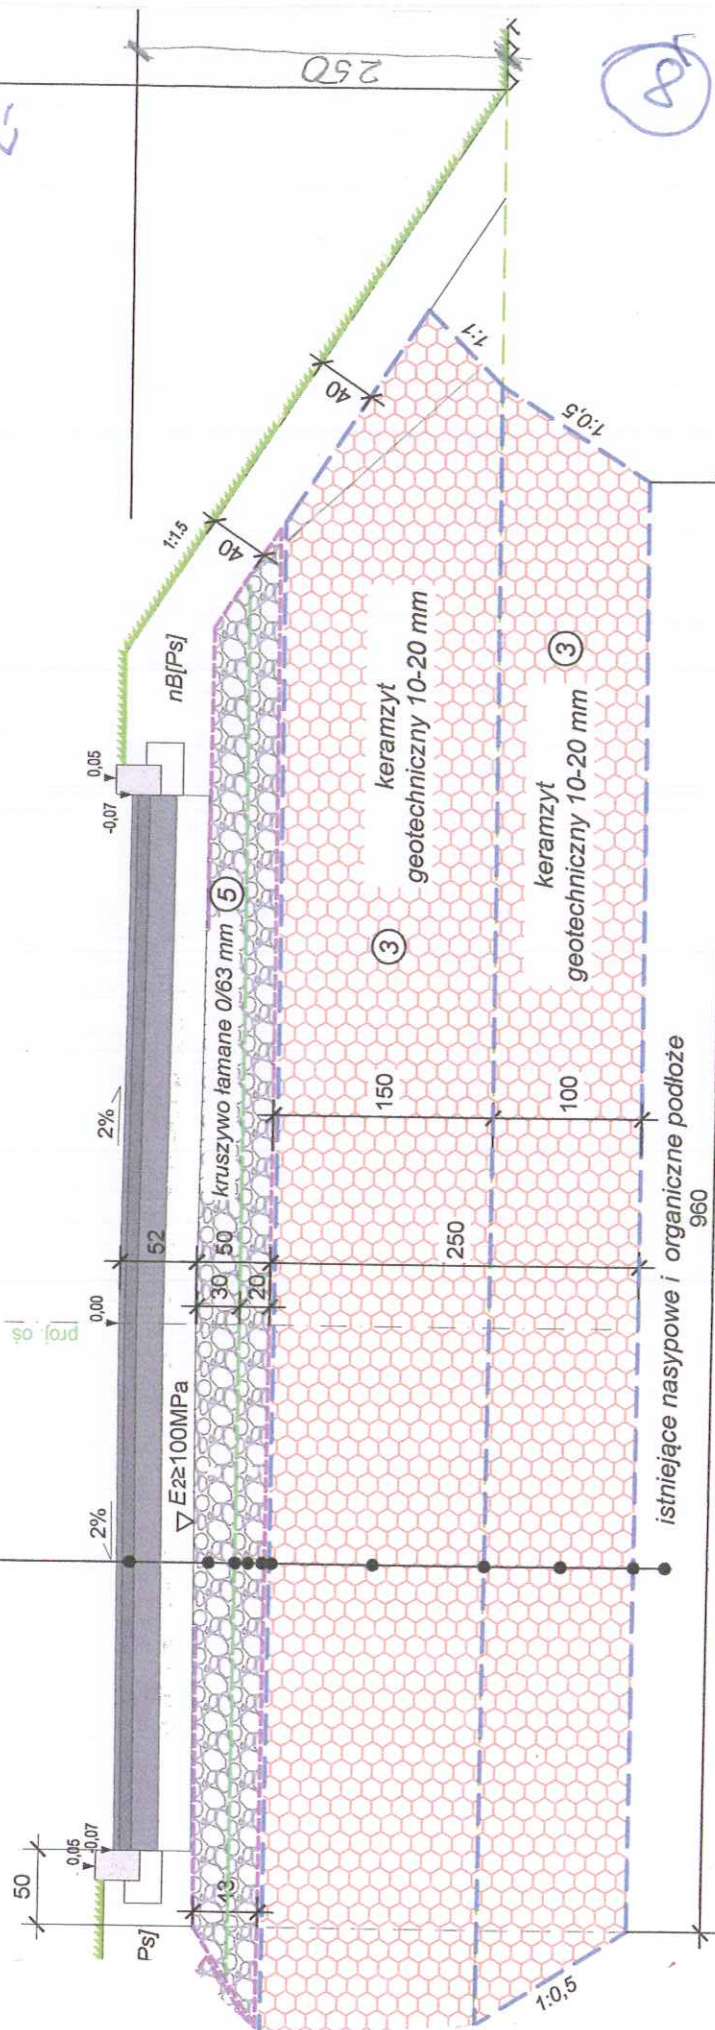 250
8
1:1.5
40
40
1:1
1:0,5
nB[Ps]
0,05
-0,07
2%
52
0,00
proj. oś
2%
E2≥100MPa
0,05
-0,07
50
Ps]
kruszywo łamane 0/63 mm 5
50
30
20
13
keramzyt
geotechniczny 10-20 mm
3
keramzyt
geotechniczny 10-20 mm
3
150
100
250
istniejące nasypowe i organiczne podłoże
960
1:0,5